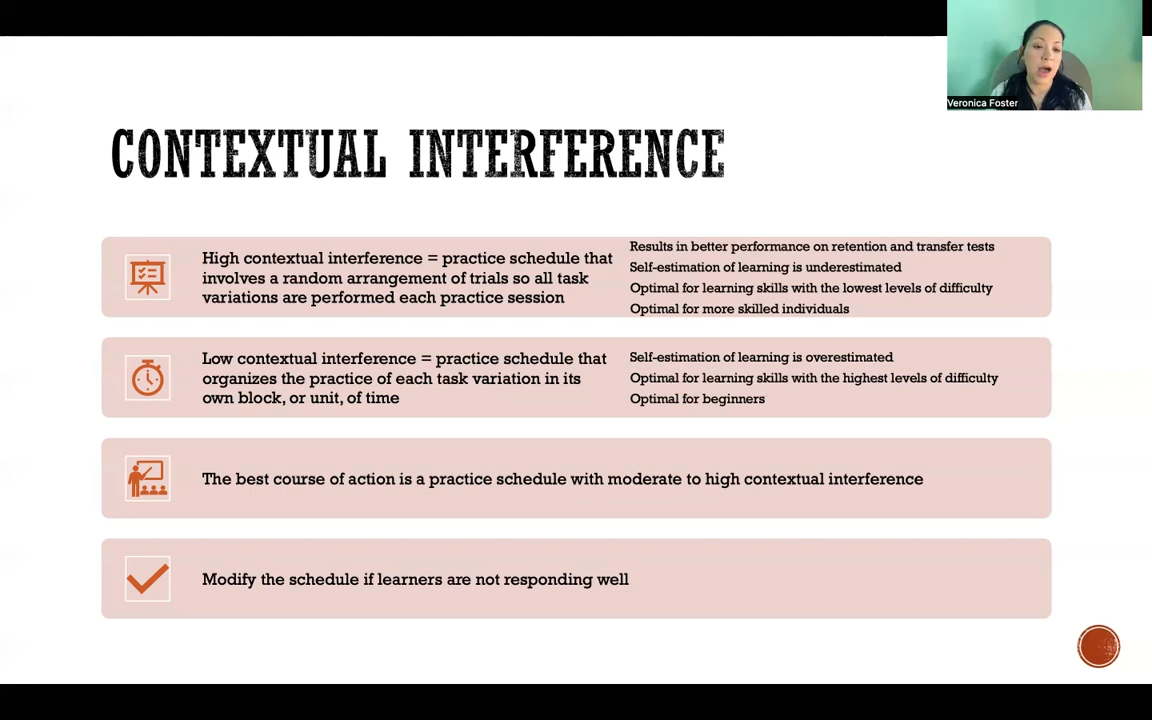 Veronica Foster
CONTEXTUAL INTERFERENCE
High contextual interference = practice schedule that
involves a random arrangement of trials so all task
variations are performed each practice session
Results in better performance on retention and transfer tests
Self-estimation of learning is underestimated
Optimal for learning skills with the lowest levels of difficulty
Optimal for more skilled individuals
Low contextual interference = practice schedule that
organizes the practice of each task variation in its
own block, or unit, of time
Self-estimation of learning is overestimated
Optimal for learning skills with the highest levels of difficulty
Optimal for beginners
The best course of action is a practice schedule with moderate to high contextual interference
Modify the schedule if learners are not responding well